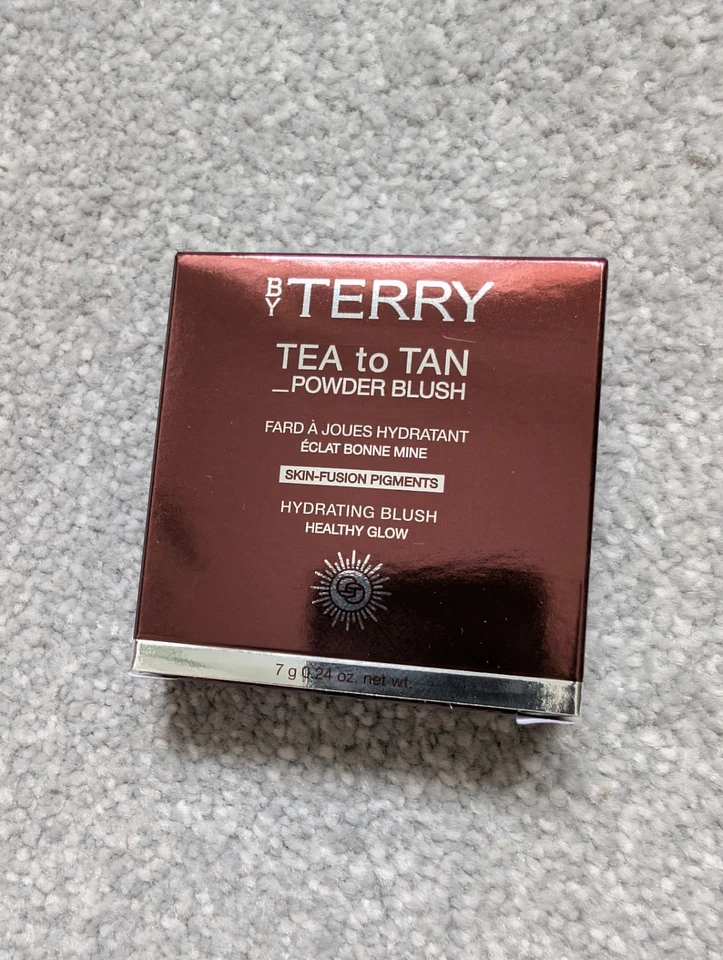 BY TERRY
TEA to TAN
_POWDER BLUSH
FARD À JOUES HYDRATANT
ÉCLAT BONNE MINE
SKIN-FUSION PIGMENTS
HYDRATING BLUSH
HEALTHY GLOW
7 g 0.24 oz. net wt.